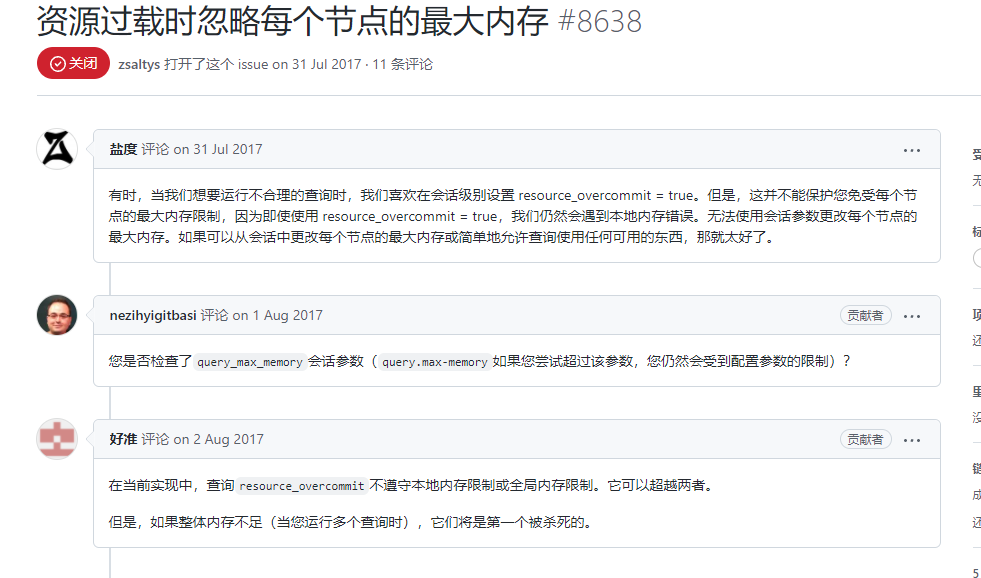 资源过载时忽略每个节点的最大内存 #8638
关闭 zsaltys 打开了这个 issue on 31 Jul 2017 · 11 条评论
盐度 评论 on 31 Jul 2017
有时，当我们想要运行不合理的查询时，我们喜欢在会话级别设置 resource_overcommit = true。但是，这并不能保护您免受每个节
点的最大内存限制，因为即使使用 resource_overcommit = true，我们仍然会遇到本地内存错误。无法使用会话参数更改每个节点的
最大内存。如果可以从会话中更改每个节点的最大内存或简单地允许查询使用任何可用的东西，那就太好了。
nezihyigitbasi 评论 on 1 Aug 2017 贡献者
您是否检查了 query_max_memory 会话参数（ query.max-memory 如果您尝试超过该参数，您仍然会受到配置参数的限制）？
好准 评论 on 2 Aug 2017 贡献者
在当前实现中，查询 resource_overcommit 不遵守本地内存限制或全局内存限制。它可以超越两者。
但是，如果整体内存不足（当您运行多个查询时），它们将是第一个被杀死的。
无
项
还
里
没
成
还
5